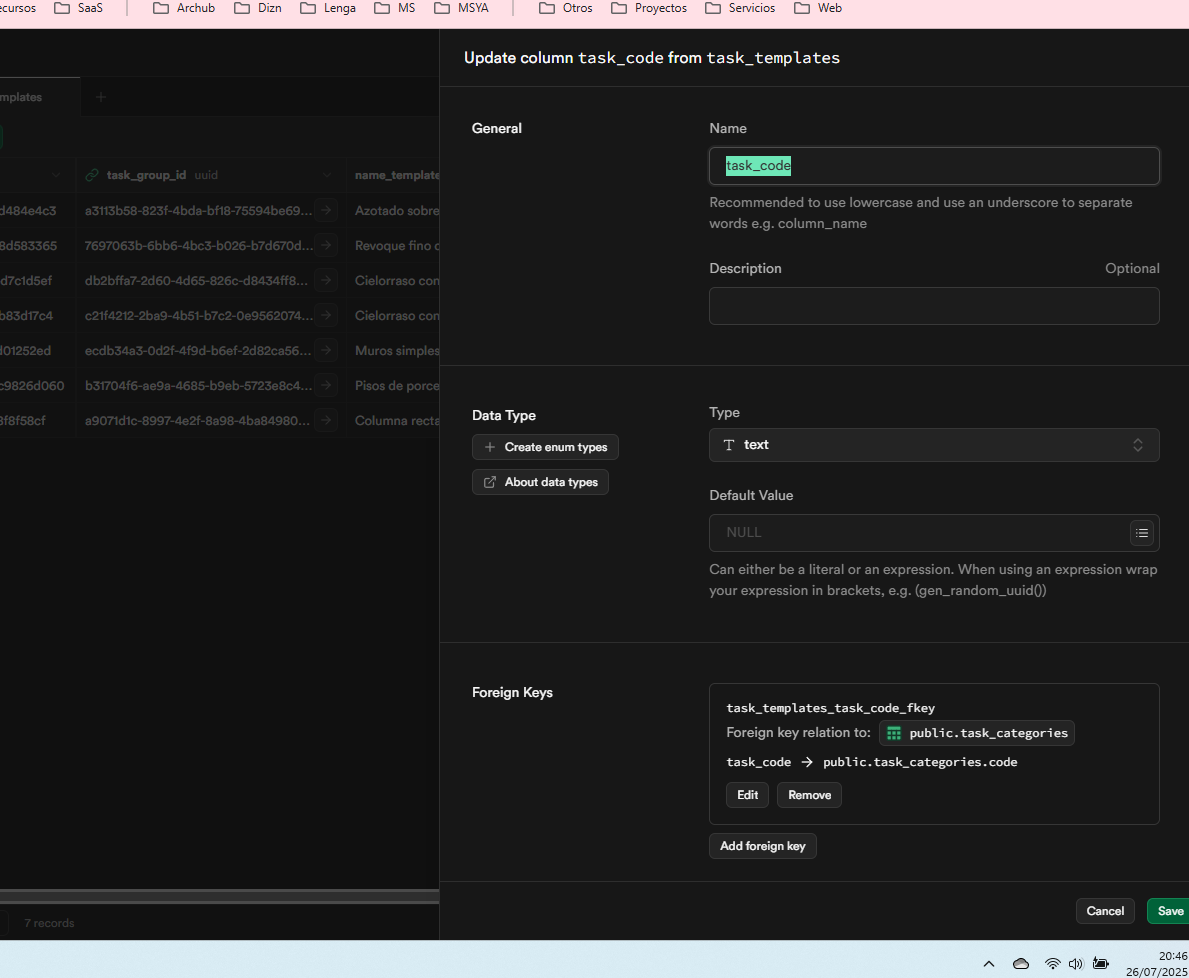 ecursos SaaS Archub Dizn Lenga MS MSYA Otros Proyectos Servicios Web
Update column task_code from task_templates
mplates
task_group_id uuid name_template
d484e4c3 a3113b58-823f-4bda-bf18-75594be69... Azotado sobre
8d583365 7697063b-6bb6-4bc3-b026-b7d670d... Revoque fino
d7c1d5ef db2bffa7-2d60-4d65-826c-d8434ff8... Cielorraso con
b83d17c4 c21f4212-2ba9-4b51-b7c2-0e9562074... Cielorraso con
d01252ed ecdb34a3-0d2f-4f9d-b6ef-2d82ca56... Muros simples
c9826d060 b31704f6-ae9a-4685-b9eb-5723e8c4... Pisos de porce
8f8f58cf a9071d1c-8997-4e2f-8a98-4ba84980... Columna recta
7 records
General
Name
task_code
Recommended to use lowercase and use an underscore to separate
words e.g. column_name
Description Optional
Data Type
Create enum types
About data types
Type
text
Default Value
NULL
Can either be a literal or an expression. When using an expression wrap
your expression in brackets, e.g. (gen_random_uuid())
Foreign Keys
task_templates_task_code_fkey
Foreign key relation to: public.task_categories
task_code → public.task_categories.code
Edit Remove
Add foreign key
Cancel Save
20:46
26/07/2025